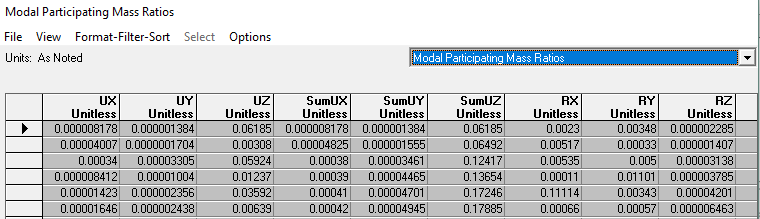 Modal Participating Mass Ratios
File View Format-Filter-Sort Select Options
Units: As Noted
Modal Participating Mass Ratios
UX UY UZ SumUX SumUY SumUZ RX RY RZ
Unitless Unitless Unitless Unitless Unitless Unitless Unitless Unitless Unitless
0.000008178 0.000001384 0.06185 0.000008178 0.000001384 0.06185 0.0023 0.00348 0.000002285
0.00004007 0.0000001704 0.00308 0.00004825 0.000001555 0.06492 0.00517 0.00033 0.000001407
0.00034 0.00003305 0.05924 0.00038 0.00003461 0.12417 0.00535 0.005 0.00003138
0.000008412 0.00001004 0.01237 0.00039 0.00004465 0.13654 0.00011 0.01101 0.000003785
0.00001423 0.000002356 0.03592 0.00041 0.00004701 0.17246 0.11114 0.00343 0.00004201
0.00001646 0.000002438 0.00639 0.00042 0.00004945 0.17885 0.00066 0.00057 0.000006463